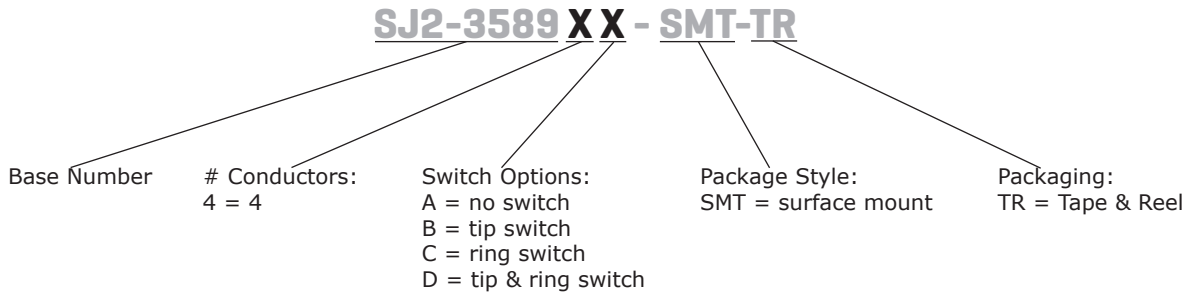 SJ2-3589 X X - SMT-TR
Base Number
# Conductors:
4 = 4
Switch Options:
A = no switch
B = tip switch
C = ring switch
D = tip & ring switch
Package Style:
SMT = surface mount
Packaging:
TR = Tape & Reel